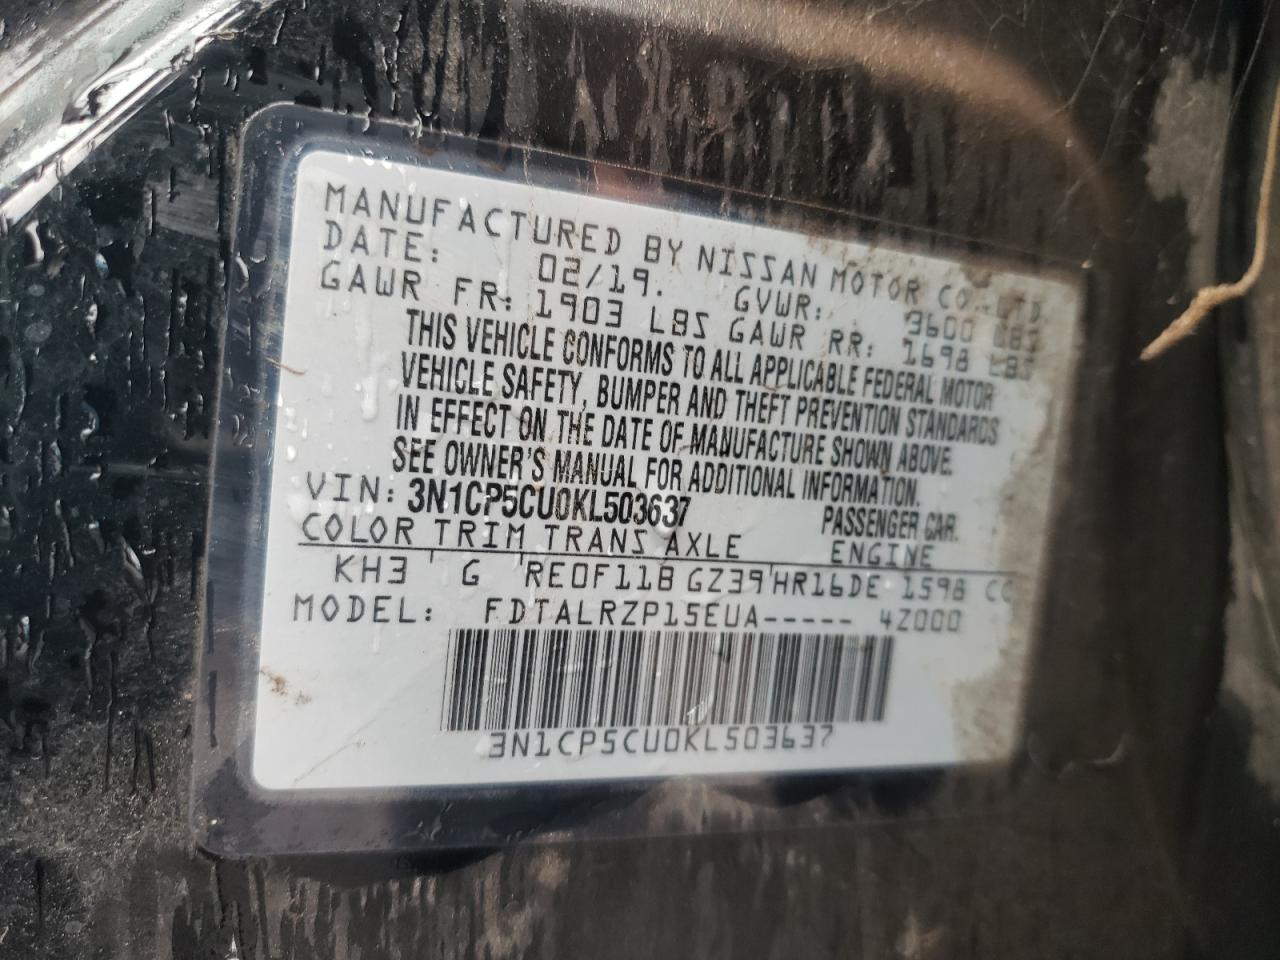 MANUFACTURED BY NISSAN MOTOR CO.,LTD.
DATE: 02/19. GVWR: 3600 LBS
GAWR FR: 1903 LBS GAWR RR: 1698 LBS
THIS VEHICLE CONFORMS TO ALL APPLICABLE FEDERAL MOTOR
VEHICLE SAFETY, BUMPER AND THEFT PREVENTION STANDARDS
IN EFFECT ON THE DATE OF MANUFACTURE SHOWN ABOVE.
SEE OWNER'S MANUAL FOR ADDITIONAL INFORMATION.
VIN: 3N1CP5CU0KL503637 PASSENGER CAR.
COLOR TRIM TRANS AXLE ENGINE
KH3 G RE0F11B GZ39 HR16DE 1598 CC
MODEL: FDTALRZP15EUA----- 4Z000
3N1CP5CU0KL503637